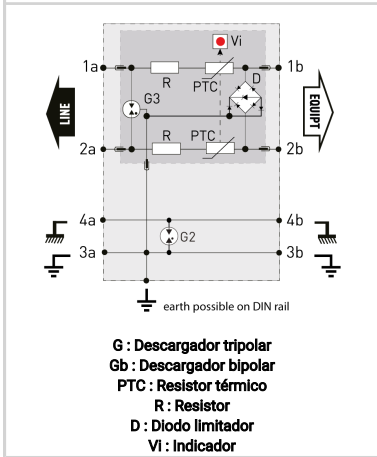 Vi
1a
1b
R
PTC
D
G3
LINE
EQUIPT
2a
R
PTC
2b
4a
4b
G2
3a
3b
earth possible on DIN rail
G : Descargador tripolar
Gb : Descargador bipolar
PTC : Resistor térmico
R : Resistor
D : Diodo limitador
Vi : Indicador